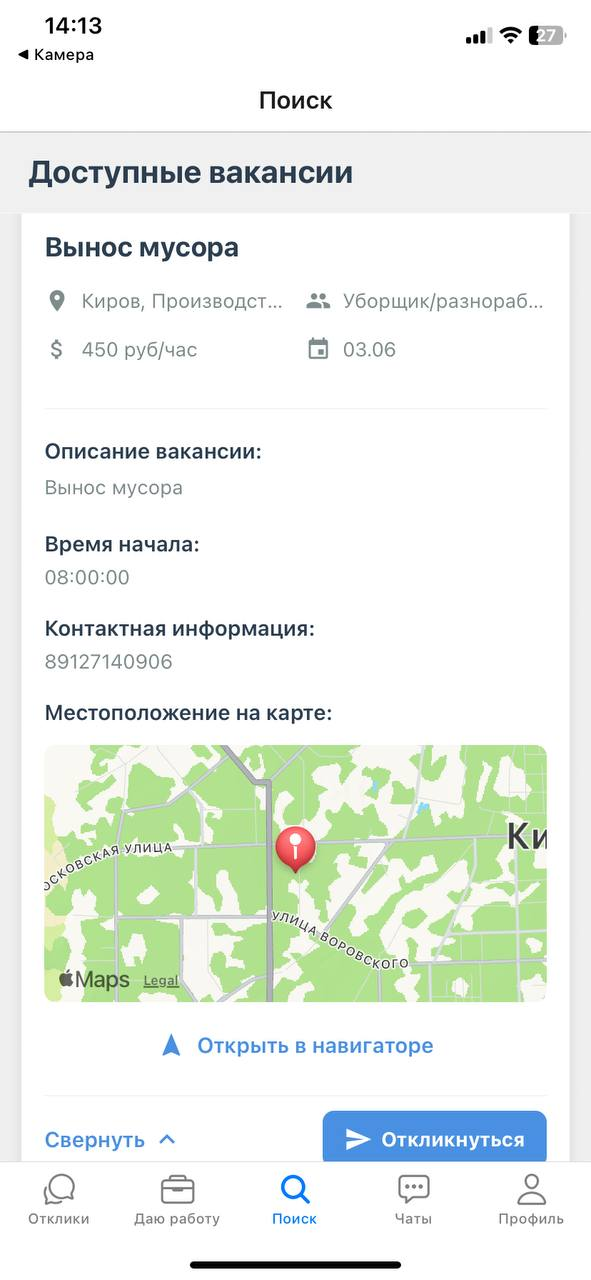 14:13
27
◀ Камера
Поиск
Доступные вакансии
Вынос мусора
Киров, Производст...
Уборщик/разнораб...
450 руб/час
03.06
Описание вакансии:
Вынос мусора
Время начала:
08:00:00
Контактная информация:
89127140906
Местоположение на карте:
Ки
ОСКОВСКАЯ УЛИЦА
УЛИЦА ВОРОВСКОГО
Maps Legal
Открыть в навигаторе
Свернуть
Откликнуться
Отклики
Даю работу
Поиск
Чаты
Профиль